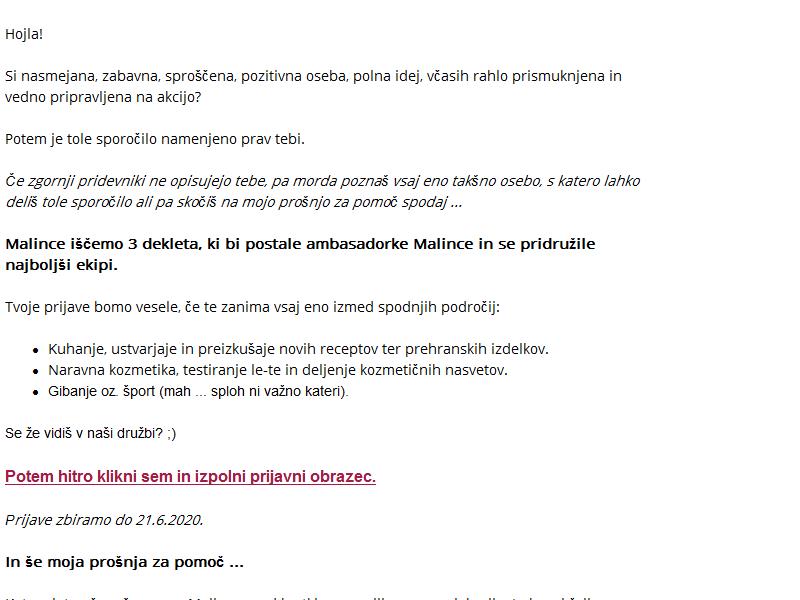 Hojla!
Si nasmejana, zabavna, sproščena, pozitivna oseba, polna idej, včasih rahlo prismuknjena in
vedno pripravljena na akcijo?
Potem je tole sporočilo namenjeno prav tebi.
Če zgornji pridevniki ne opisujejo tebe, pa morda poznaš vsaj eno takšno osebo, s katero lahko
deliš tole sporočilo ali pa skočiš na mojo prošnjo za pomoč spodaj ...
Malince iščemo 3 dekleta, ki bi postale ambasadorke Malince in se pridružile
najboljši ekipi.
Tvoje prijave bomo vesele, če te zanima vsaj eno izmed spodnjih področij:
• Kuhanje, ustvarjaje in preizkušaje novih receptov ter prehranskih izdelkov.
• Naravna kozmetika, testiranje le-te in deljenje kozmetičnih nasvetov.
• Gibanje oz. šport (mah ... sploh ni važno kateri).
Se že vidiš v naši družbi? ;)
Potem hitro klikni sem in izpolni prijavni obrazec.
Prijave zbiramo do 21.6.2020.
In še moja prošnja za pomoč ...